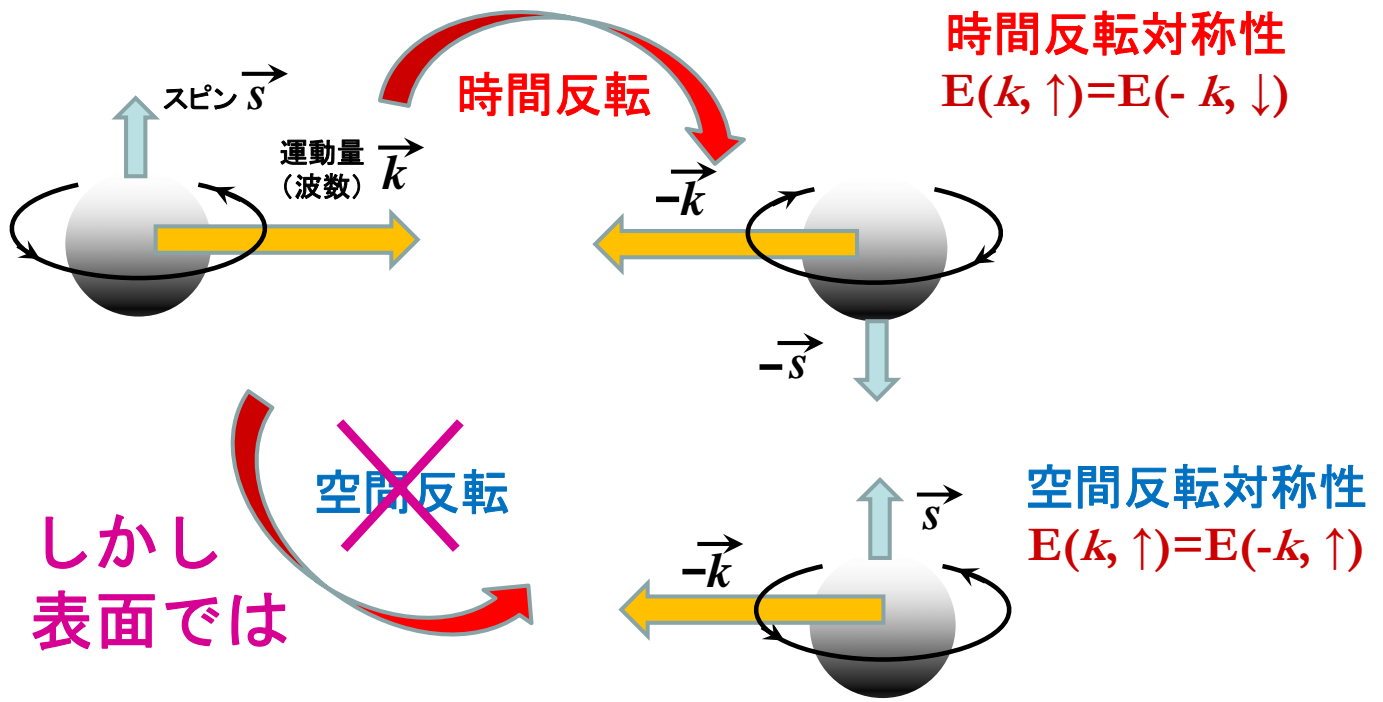 スピン s
運動量
(波数) k
時間反転
時間反転対称性
E(k, ↑)=E(- k, ↓)
−k
−s
空間反転
しかし
表面では
空間反転対称性
E(k, ↑)=E(-k, ↑)
s
−k